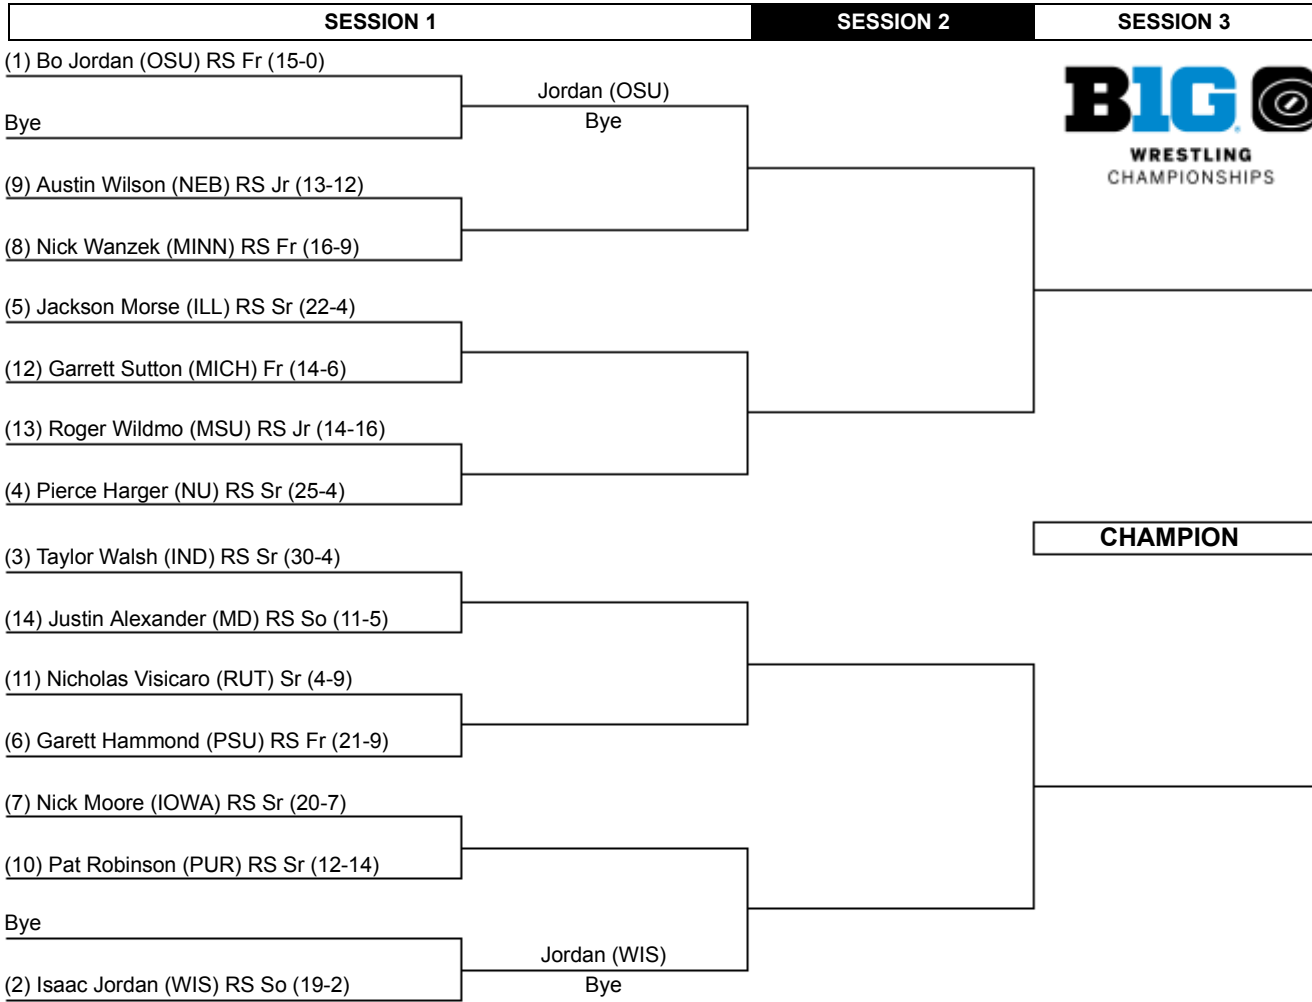 SESSION 1
SESSION 2
SESSION 3
(1) Bo Jordan (OSU) RS Fr (15-0)
Jordan (OSU)
Bye
Bye
B1G
WRESTLING
CHAMPIONSHIPS
(9) Austin Wilson (NEB) RS Jr (13-12)
(8) Nick Wanzek (MINN) RS Fr (16-9)
(5) Jackson Morse (ILL) RS Sr (22-4)
(12) Garrett Sutton (MICH) Fr (14-6)
(13) Roger Wildmo (MSU) RS Jr (14-16)
(4) Pierce Harger (NU) RS Sr (25-4)
CHAMPION
(3) Taylor Walsh (IND) RS Sr (30-4)
(14) Justin Alexander (MD) RS So (11-5)
(11) Nicholas Visicaro (RUT) Sr (4-9)
(6) Garett Hammond (PSU) RS Fr (21-9)
(7) Nick Moore (IOWA) RS Sr (20-7)
(10) Pat Robinson (PUR) RS Sr (12-14)
Bye
Jordan (WIS)
Bye
(2) Isaac Jordan (WIS) RS So (19-2)